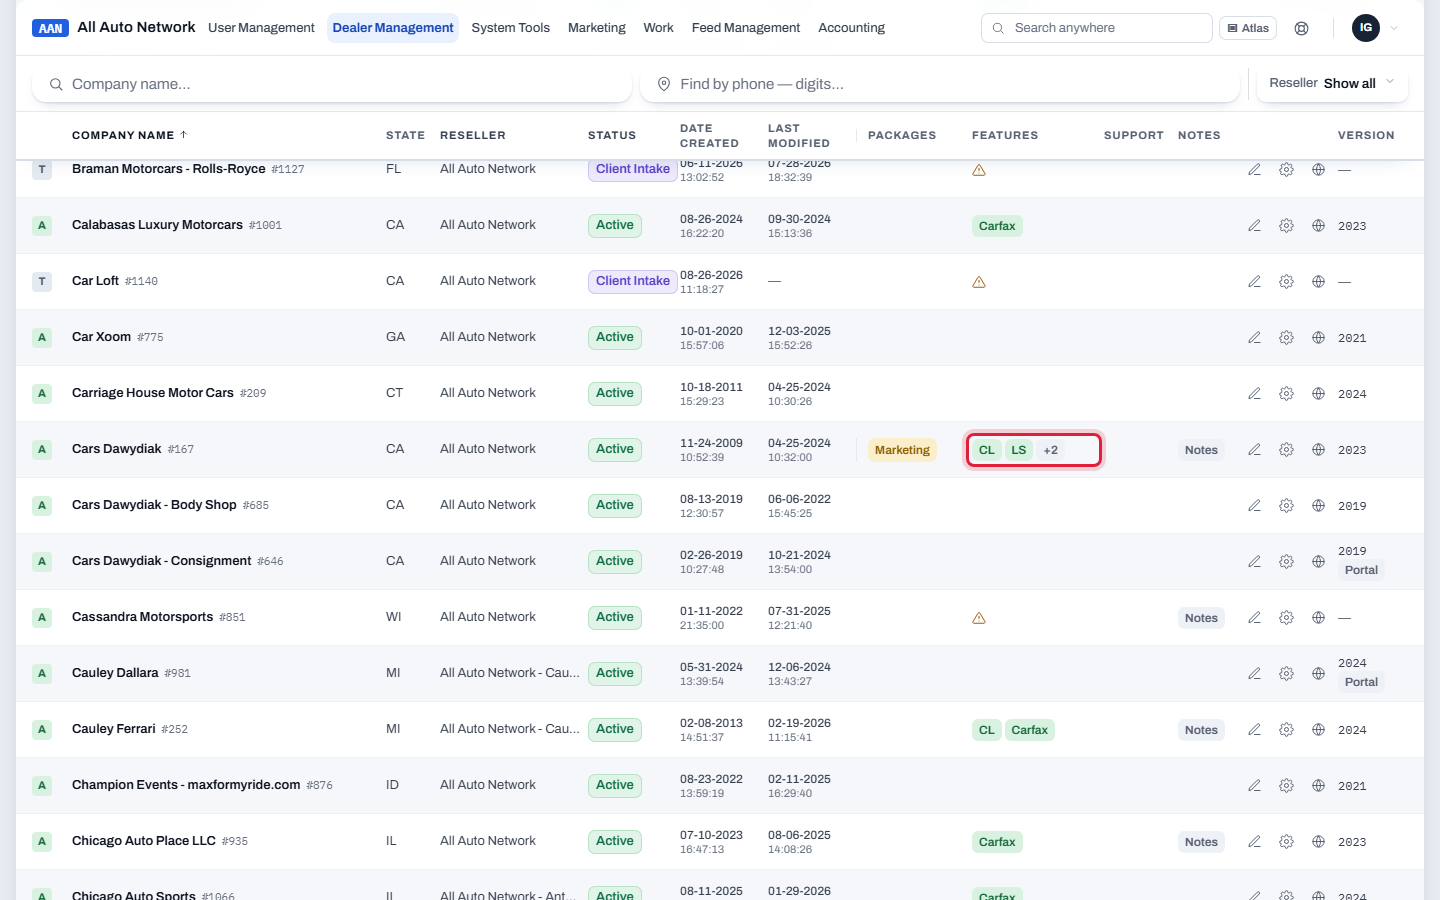 AAN All Auto Network User Management Dealer Management System Tools Marketing Work Feed Management Accounting Search anywhere Atlas IG
Company name... Find by phone — digits... Reseller Show all
COMPANY NAME ↑ STATE RESELLER STATUS DATE CREATED LAST MODIFIED PACKAGES FEATURES SUPPORT NOTES VERSION
T Braman Motorcars - Rolls-Royce #1127 FL All Auto Network Client Intake 06-11-2026 13:02:52 07-28-2026 18:32:39 —
A Calabasas Luxury Motorcars #1001 CA All Auto Network Active 08-26-2024 16:22:20 09-30-2024 15:13:36 Carfax 2023
T Car Loft #1140 CA All Auto Network Client Intake 08-26-2026 11:18:27 — —
A Car Xoom #775 GA All Auto Network Active 10-01-2020 15:57:06 12-03-2025 15:52:26 2021
A Carriage House Motor Cars #209 CT All Auto Network Active 10-18-2011 15:29:23 04-25-2024 10:30:26 2024
A Cars Dawydiak #167 CA All Auto Network Active 11-24-2009 10:52:39 04-25-2024 10:32:00 Marketing CL LS +2 Notes 2023
A Cars Dawydiak - Body Shop #685 CA All Auto Network Active 08-13-2019 12:30:57 06-06-2022 15:45:25 2019
A Cars Dawydiak - Consignment #646 CA All Auto Network Active 02-26-2019 10:27:48 10-21-2024 13:54:00 2019 Portal
A Cassandra Motorsports #851 WI All Auto Network Active 01-11-2022 21:35:00 07-31-2025 12:21:40 Notes —
A Cauley Dallara #981 MI All Auto Network - Cau... Active 05-31-2024 13:39:54 12-06-2024 13:43:27 2024 Portal
A Cauley Ferrari #252 MI All Auto Network - Cau... Active 02-08-2013 14:51:37 02-19-2026 11:15:41 CL Carfax Notes 2024
A Champion Events - maxformyride.com #876 ID All Auto Network Active 08-23-2022 13:59:19 02-11-2025 16:29:40 2021
A Chicago Auto Place LLC #935 IL All Auto Network Active 07-10-2023 16:47:13 08-06-2025 14:08:26 Carfax Notes 2023
A Chicago Auto Sports #1066 IL All Auto Network - Ant... Active 08-11-2025 01-29-2026 Carfax 2024